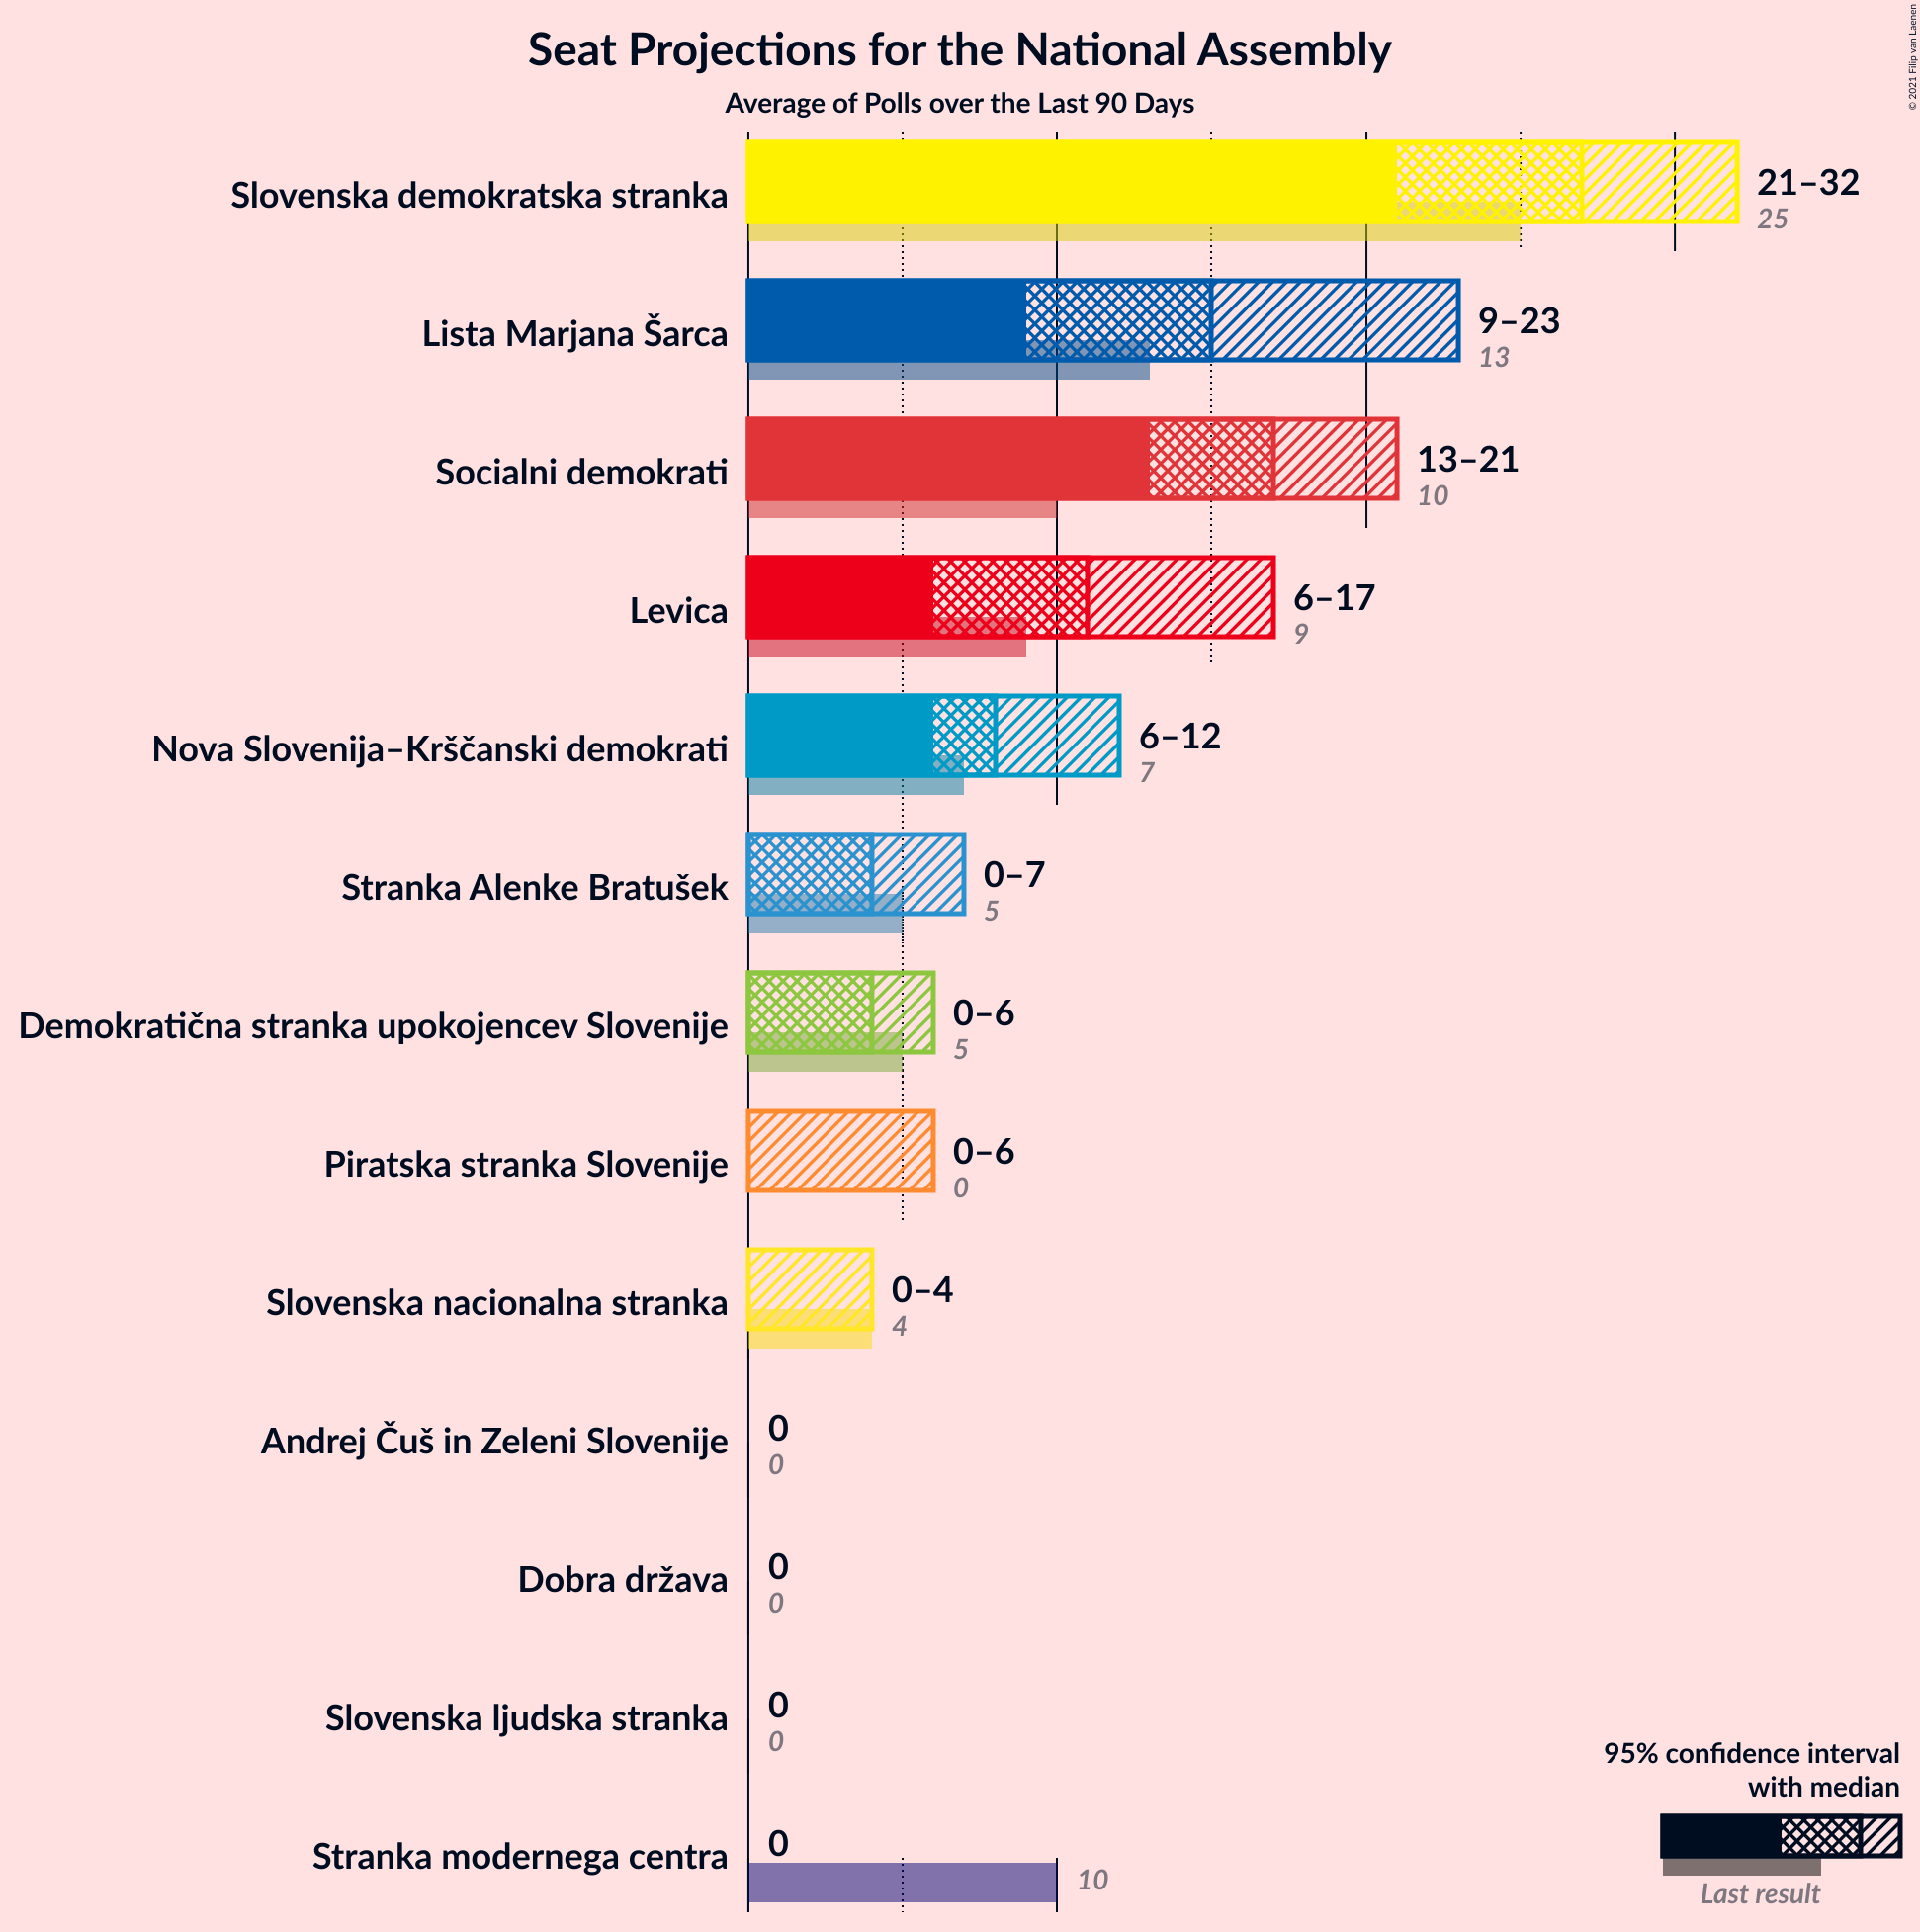 Seat Projections for the National Assembly
Average of Polls over the Last 90 Days
© 2021 Filip van Laenen
Slovenska demokratska stranka
21–32
25
Lista Marjana Šarca
9–23
13
Socialni demokrati
13–21
10
Levica
6–17
9
Nova Slovenija–Krščanski demokrati
6–12
7
Stranka Alenke Bratušek
0–7
5
Demokratična stranka upokojencev Slovenije
0–6
5
Piratska stranka Slovenije
0–6
0
Slovenska nacionalna stranka
0–4
4
Andrej Čuš in Zeleni Slovenije
0
0
Dobra država
0
0
Slovenska ljudska stranka
0
0
Stranka modernega centra
0
10
95% confidence interval
with median
Last result